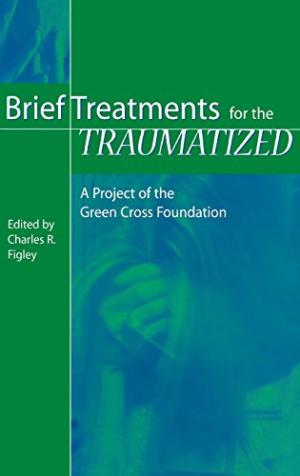 Brief Treatments for the
TRAUMATIZED
A Project of the
Green Cross Foundation
Edited by
Charles R.
Figley